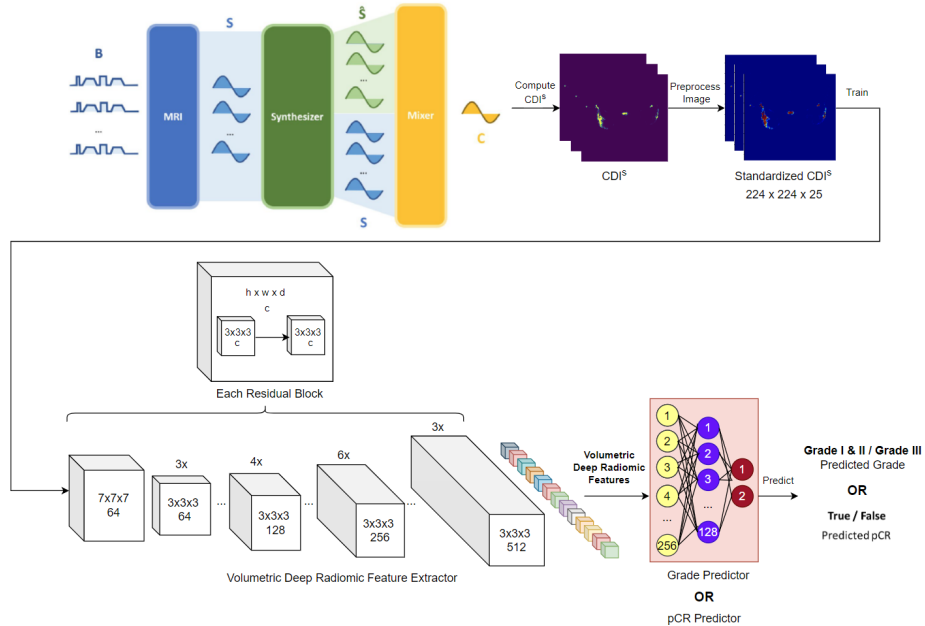 B
...
MRI
S
...
Synthesizer
Ŝ
...
...
S
Mixer
C
Compute
CDIˢ
CDIˢ
Preprocess
Image
Standardized CDIˢ
224 x 224 x 25
Train
h x w x d
c
3x3x3
c
3x3x3
c
Each Residual Block
7x7x7
64
3x
3x3x3
64
...
4x
3x3x3
128
...
6x
3x3x3
256
...
3x
3x3x3
512
Volumetric Deep Radiomic Feature Extractor
Volumetric
Deep Radiomic
Features
1
2
3
4
...
256
1
2
3
...
128
1
2
Grade Predictor
OR
pCR Predictor
Predict
Grade I & II / Grade III
Predicted Grade
OR
True / False
Predicted pCR